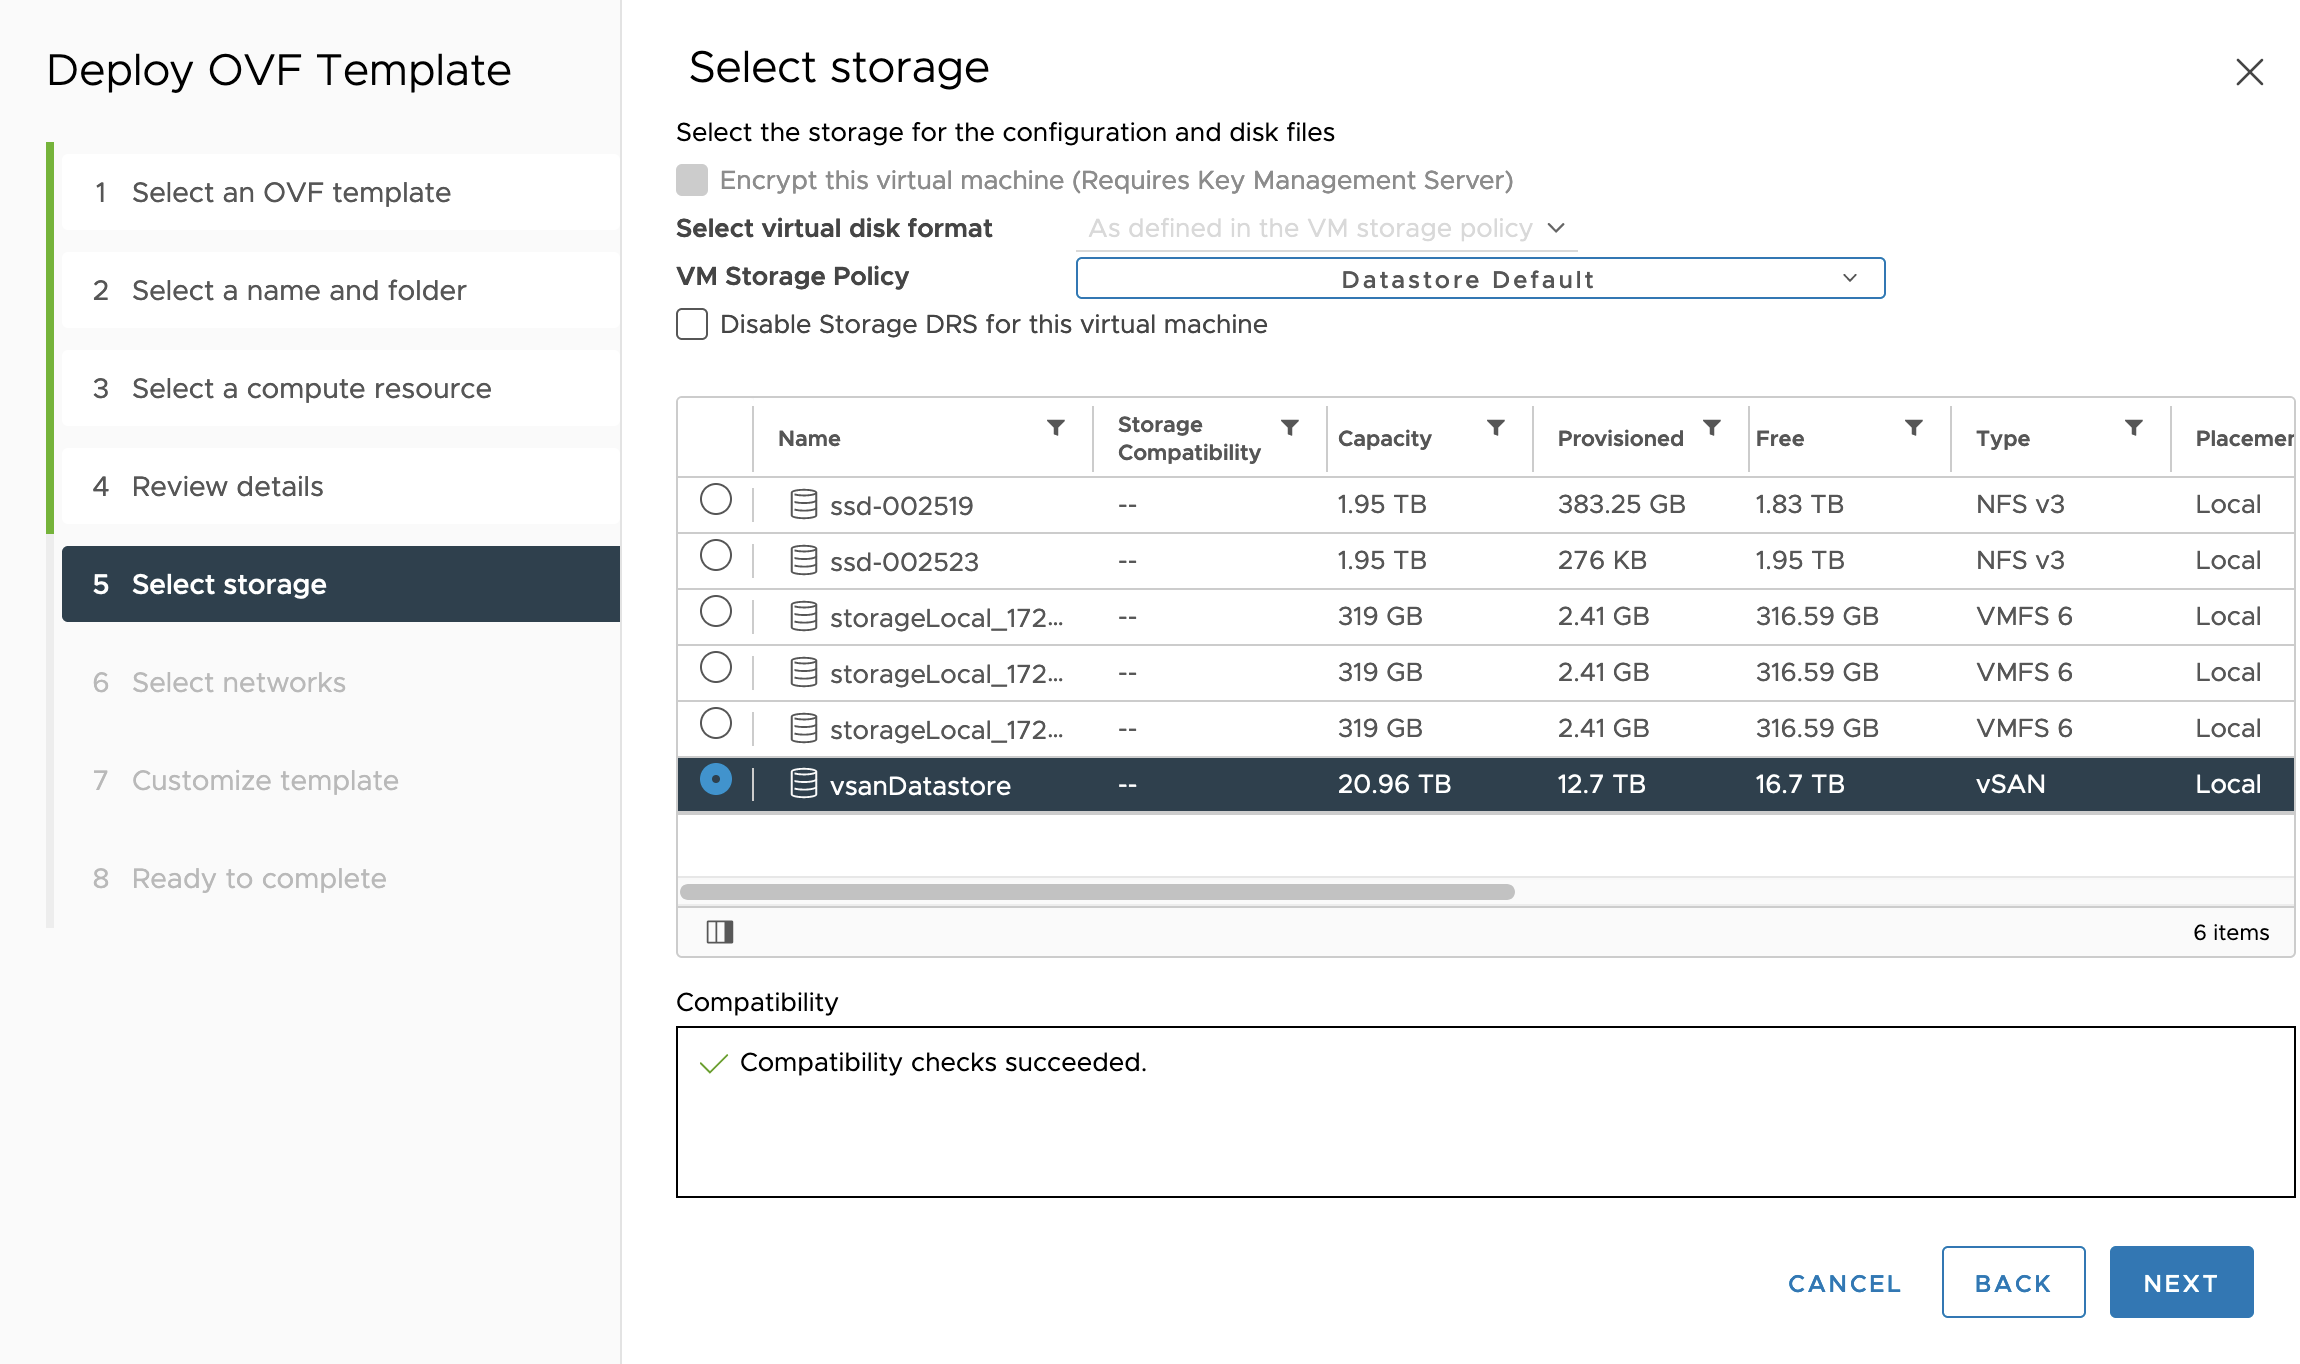 Deploy OVF Template
1 Select an OVF template
2 Select a name and folder
3 Select a compute resource
4 Review details
5 Select storage
6 Select networks
7 Customize template
8 Ready to complete
Select storage
Select the storage for the configuration and disk files
Encrypt this virtual machine (Requires Key Management Server)
Select virtual disk format As defined in the VM storage policy
VM Storage Policy Datastore Default
Disable Storage DRS for this virtual machine
Name Storage Compatibility Capacity Provisioned Free Type Placemen
ssd-002519 -- 1.95 TB 383.25 GB 1.83 TB NFS v3 Local
ssd-002523 -- 1.95 TB 276 KB 1.95 TB NFS v3 Local
storageLocal_172... -- 319 GB 2.41 GB 316.59 GB VMFS 6 Local
storageLocal_172... -- 319 GB 2.41 GB 316.59 GB VMFS 6 Local
storageLocal_172... -- 319 GB 2.41 GB 316.59 GB VMFS 6 Local
vsanDatastore -- 20.96 TB 12.7 TB 16.7 TB vSAN Local
6 items
Compatibility
Compatibility checks succeeded.
CANCEL BACK NEXT